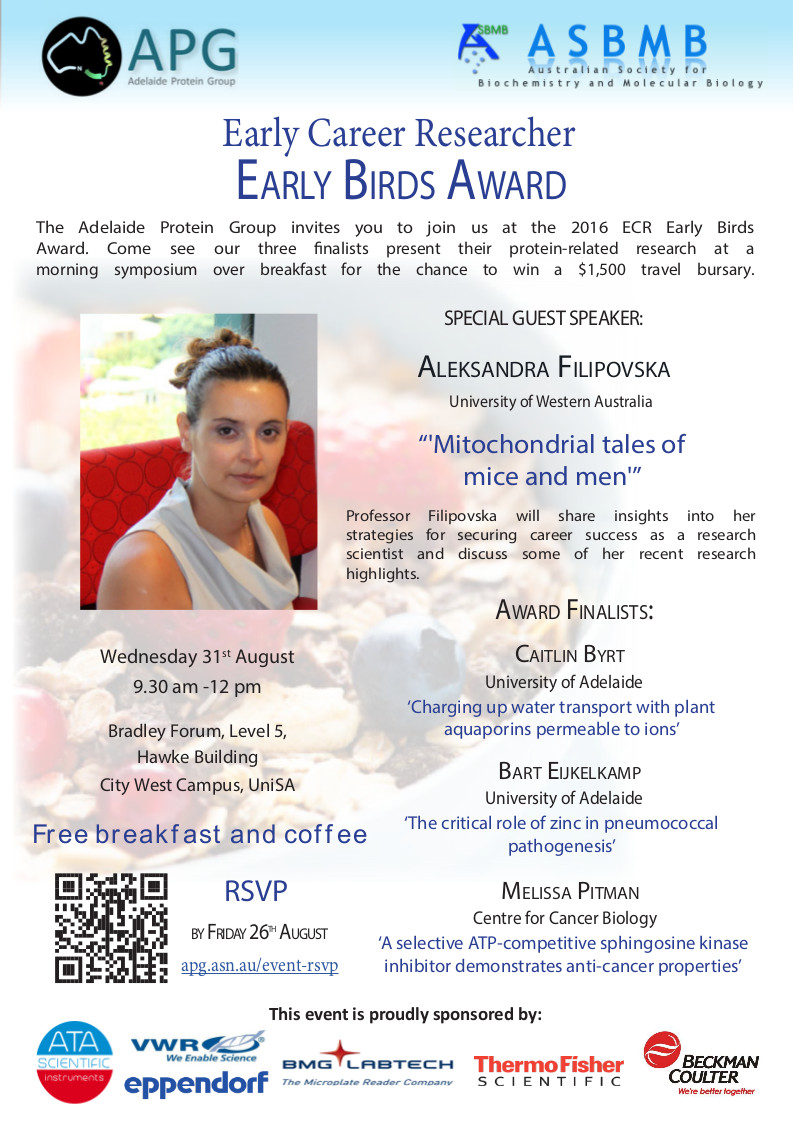 APG
Adelaide Protein Group
N
SBMB
ASBMB
Australian Society for
Biochemistry and Molecular Biology
Early Career Researcher
EARLY BIRDS AWARD
The Adelaide Protein Group invites you to join us at the 2016 ECR Early Birds
Award. Come see our three finalists present their protein-related research at a
morning symposium over breakfast for the chance to win a $1,500 travel bursary.
SPECIAL GUEST SPEAKER:
ALEKSANDRA FILIPOVSKA
University of Western Australia
“'Mitochondrial tales of
mice and men'”
Professor Filipovska will share insights into her
strategies for securing career success as a research
scientist and discuss some of her recent research
highlights.
AWARD FINALISTS:
CAITLIN BYRT
University of Adelaide
‘Charging up water transport with plant
aquaporins permeable to ions’
BART EIJKELKAMP
University of Adelaide
‘The critical role of zinc in pneumococcal
pathogenesis’
MELISSA PITMAN
Centre for Cancer Biology
‘A selective ATP-competitive sphingosine kinase
inhibitor demonstrates anti-cancer properties’
Wednesday 31st August
9.30 am -12 pm
Bradley Forum, Level 5,
Hawke Building
City West Campus, UniSA
Free breakfast and coffee
RSVP
BY FRIDAY 26TH AUGUST
apg.asn.au/event-rsvp
This event is proudly sponsored by:
ATA
SCIENTIFIC
instruments
VWR®
We Enable Science
eppendorf
BMG LABTECH
The Microplate Reader Company
ThermoFisher
SCIENTIFIC
BECKMAN
COULTER
We're better together